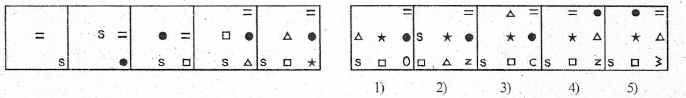 = = = △ = = ● = ●
= S = ● = □ ● △ ● △ ★ ● S ★ ● ★ ● ★ △ ★ △
S ● S □ S △ S □ ★ S □ O □ △ Z S □ C S □ Z S □
1) 2) 3) 4) 5)